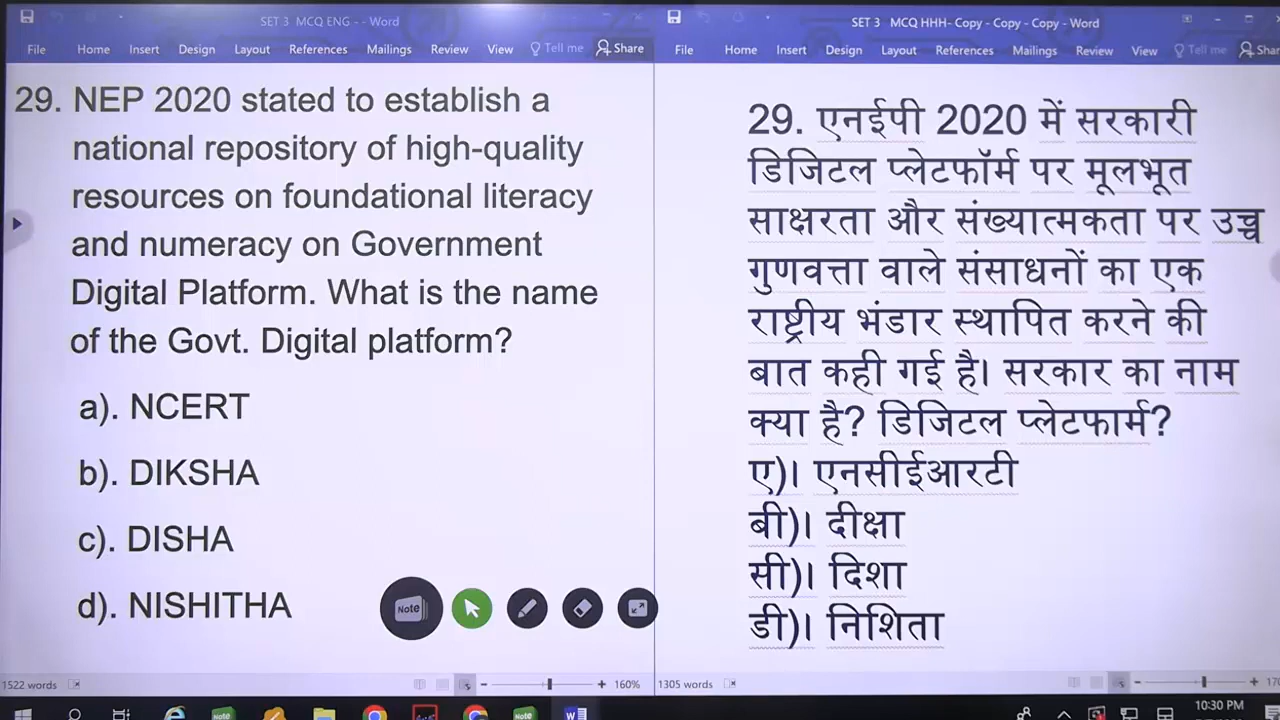 SET 3 MCQ ENG - - Word
File Home Insert Design Layout References Mailings Review View Tell me Share
29. NEP 2020 stated to establish a
national repository of high-quality
resources on foundational literacy
and numeracy on Government
Digital Platform. What is the name
of the Govt. Digital platform?
a). NCERT
b). DIKSHA
c). DISHA
d). NISHITHA
Note
1522 words
160%
SET 3 MCQ HHH- Copy - Copy - Copy - Word
File Home Insert Design Layout References Mailings Review View Tell me Shar
29. एनईपी 2020 में सरकारी
डिजिटल प्लेटफॉर्म पर मूलभूत
साक्षरता और संख्यात्मकता पर उच्च
गुणवत्ता वाले संसाधनों का एक
राष्ट्रीय भंडार स्थापित करने की
बात कही गई है। सरकार का नाम
क्या है? डिजिटल प्लेटफार्म?
ए)। एनसीईआरटी
बी)। दीक्षा
सी)। दिशा
डी)। निशिता
1305 words
170
Note
Note
10:30 PM